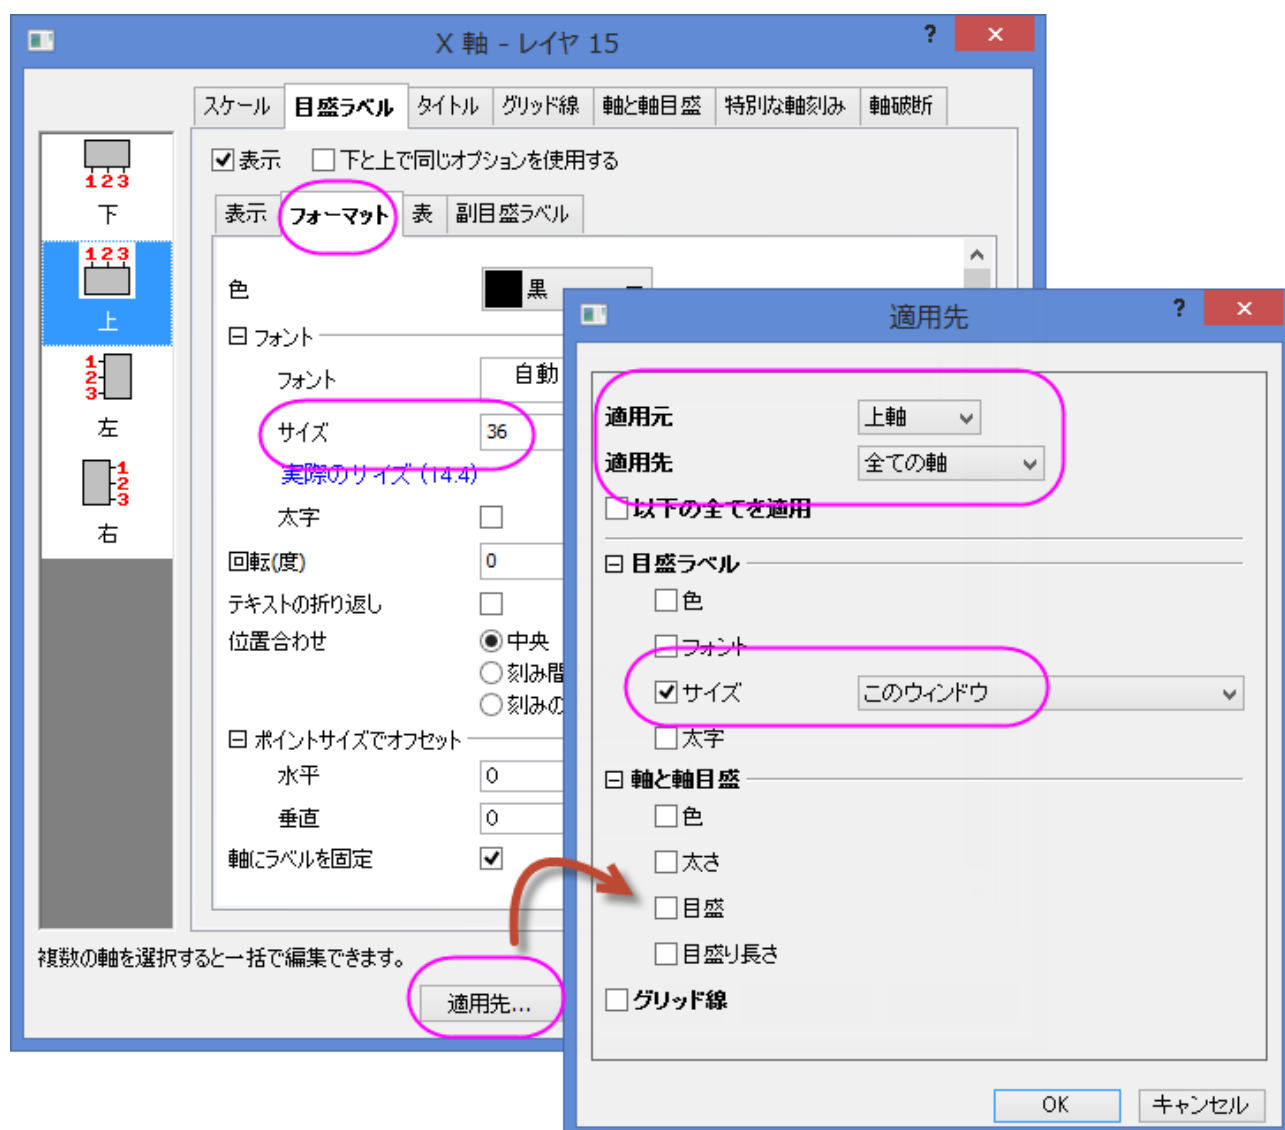 X 軸 - レイヤ 15
? ×
スケール 目盛ラベル タイトル グリッド線 軸と軸目盛 特別な軸刻み 軸破断
表示 下と上で同じオプションを使用する
表示 フォーマット 表 副目盛ラベル
1 2 3
下
1 2 3
上
1
2
3
左
1
2
3
右
色 黒
フォント
フォント 自動
サイズ 36
実際のサイズ (14.4)
太字
回転(度) 0
テキストの折り返し
位置合わせ 中央
刻み間
刻みの
ポイントサイズでオフセット
水平 0
垂直 0
軸にラベルを固定
複数の軸を選択すると一括で編集できます。
適用先...
適用先
? ×
適用元 上軸
適用先 全ての軸
以下の全てを適用
目盛ラベル
色
フォント
サイズ このウィンドウ
太字
軸と軸目盛
色
太さ
目盛
目盛り長さ
グリッド線
OK キャンセル